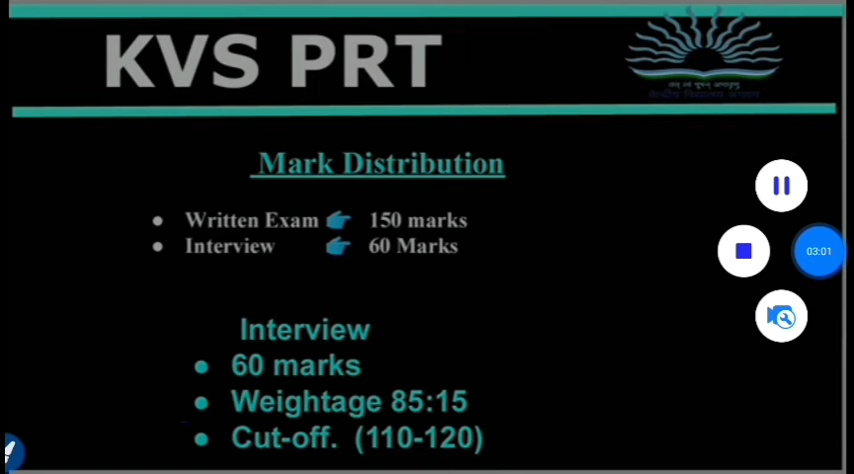 KVS PRT
Mark Distribution
• Written Exam 150 marks
• Interview 60 Marks
03:01
Interview
• 60 marks
• Weightage 85:15
• Cut-off. (110-120)